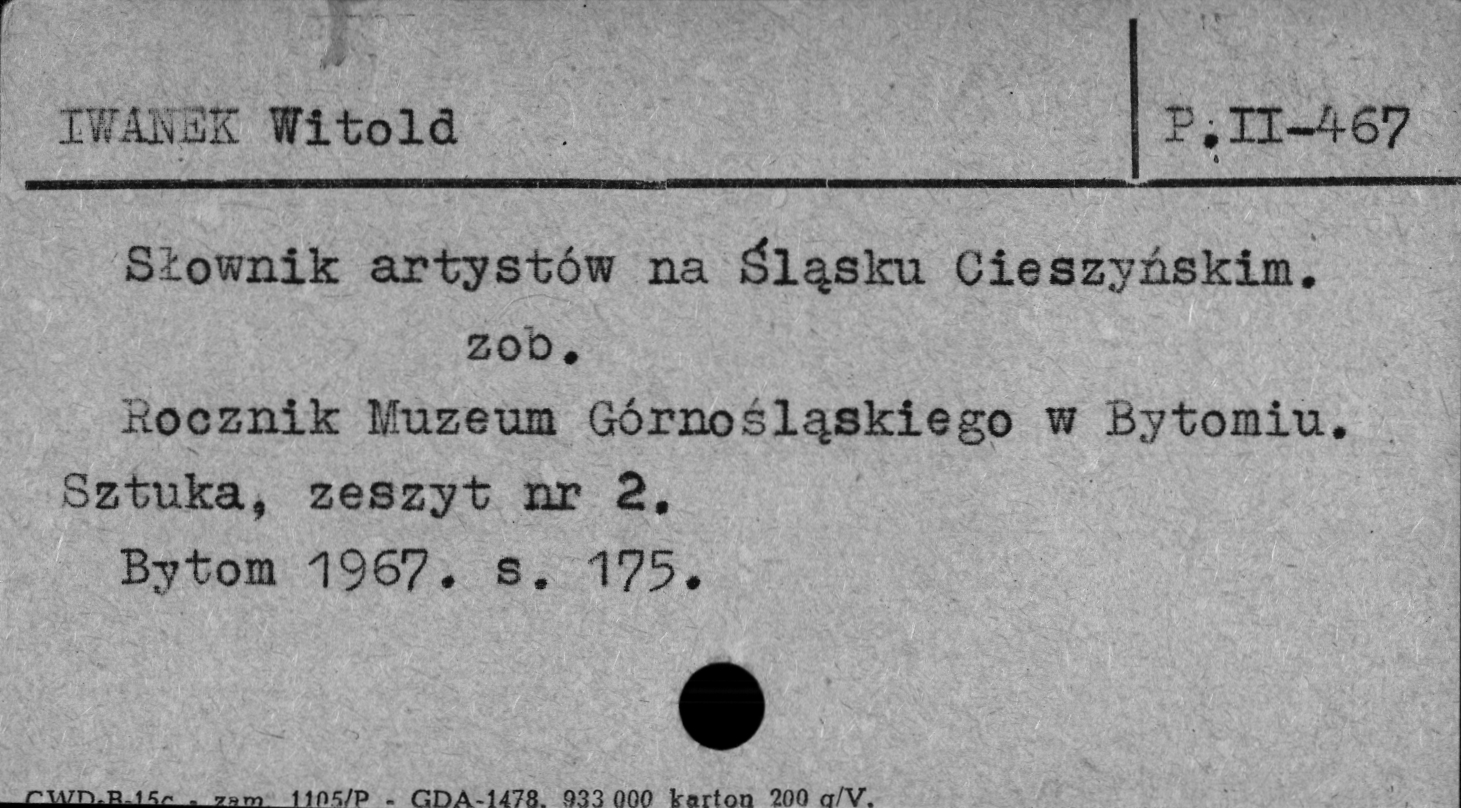 IWANEK Witold
P.II-467
Słownik artystów na Śląsku Cieszyńskim.
zob.
Rocznik Muzeum Górnośląskiego w Bytomiu.
Sztuka, zeszyt nr 2.
Bytom 1967. s. 175.
CWD-B-15c - zam. 1105/P - GDA-1478. 933 000 karton 200 g/V.